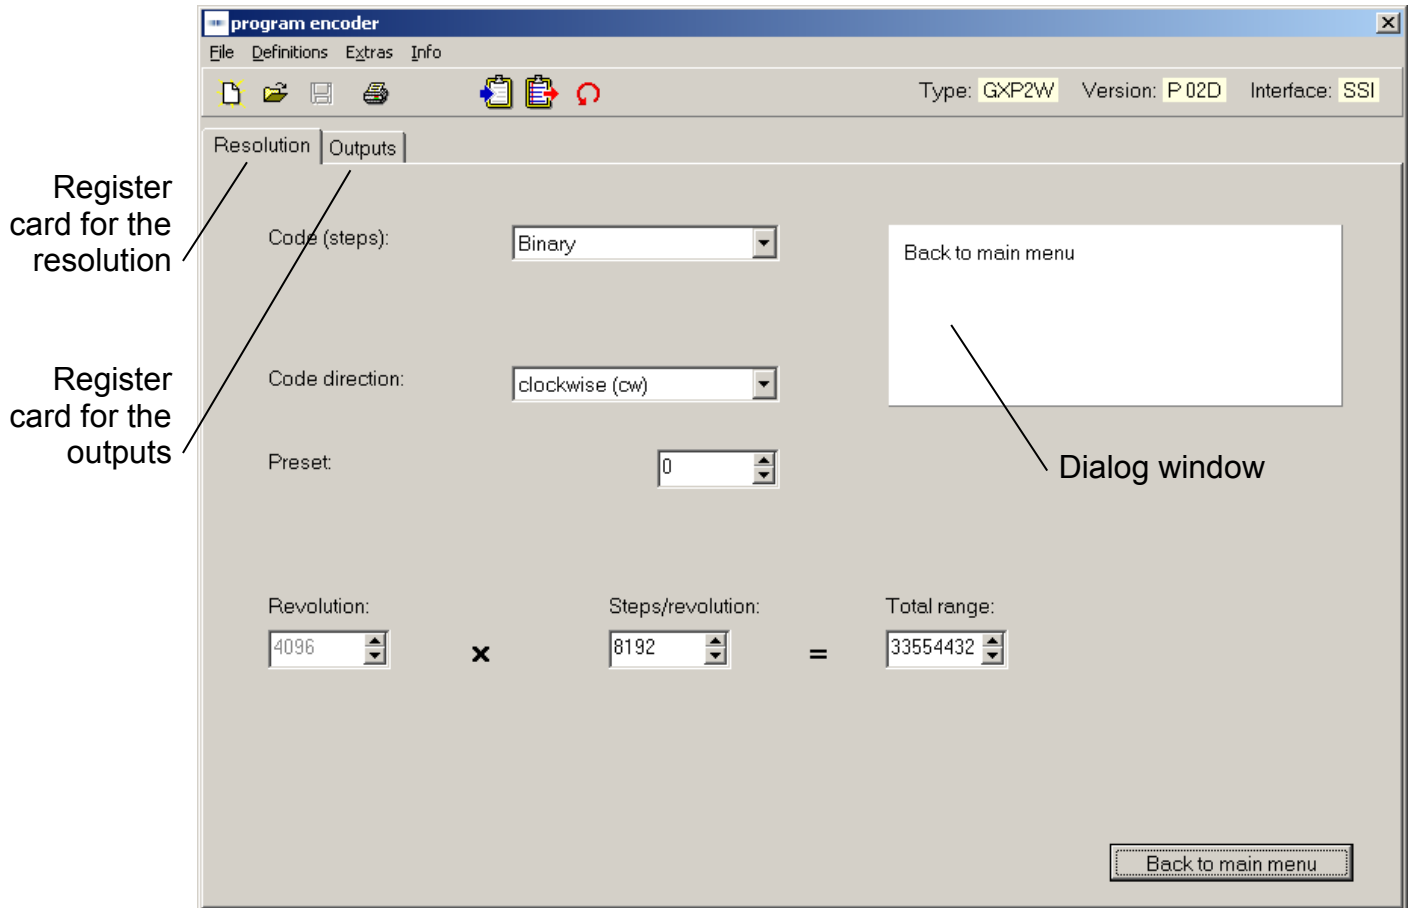 program encoder
File Definitions Extras Info
Type: GXP2W Version: P 02D Interface: SSI
Resolution Outputs
Register
card for the
resolution
Code (steps): Binary
Back to main menu
Register
card for the
outputs
Code direction: clockwise (cw)
Preset: 0
Dialog window
Revolution: Steps/revolution: Total range:
4096 x 8192 = 33554432
Back to main menu